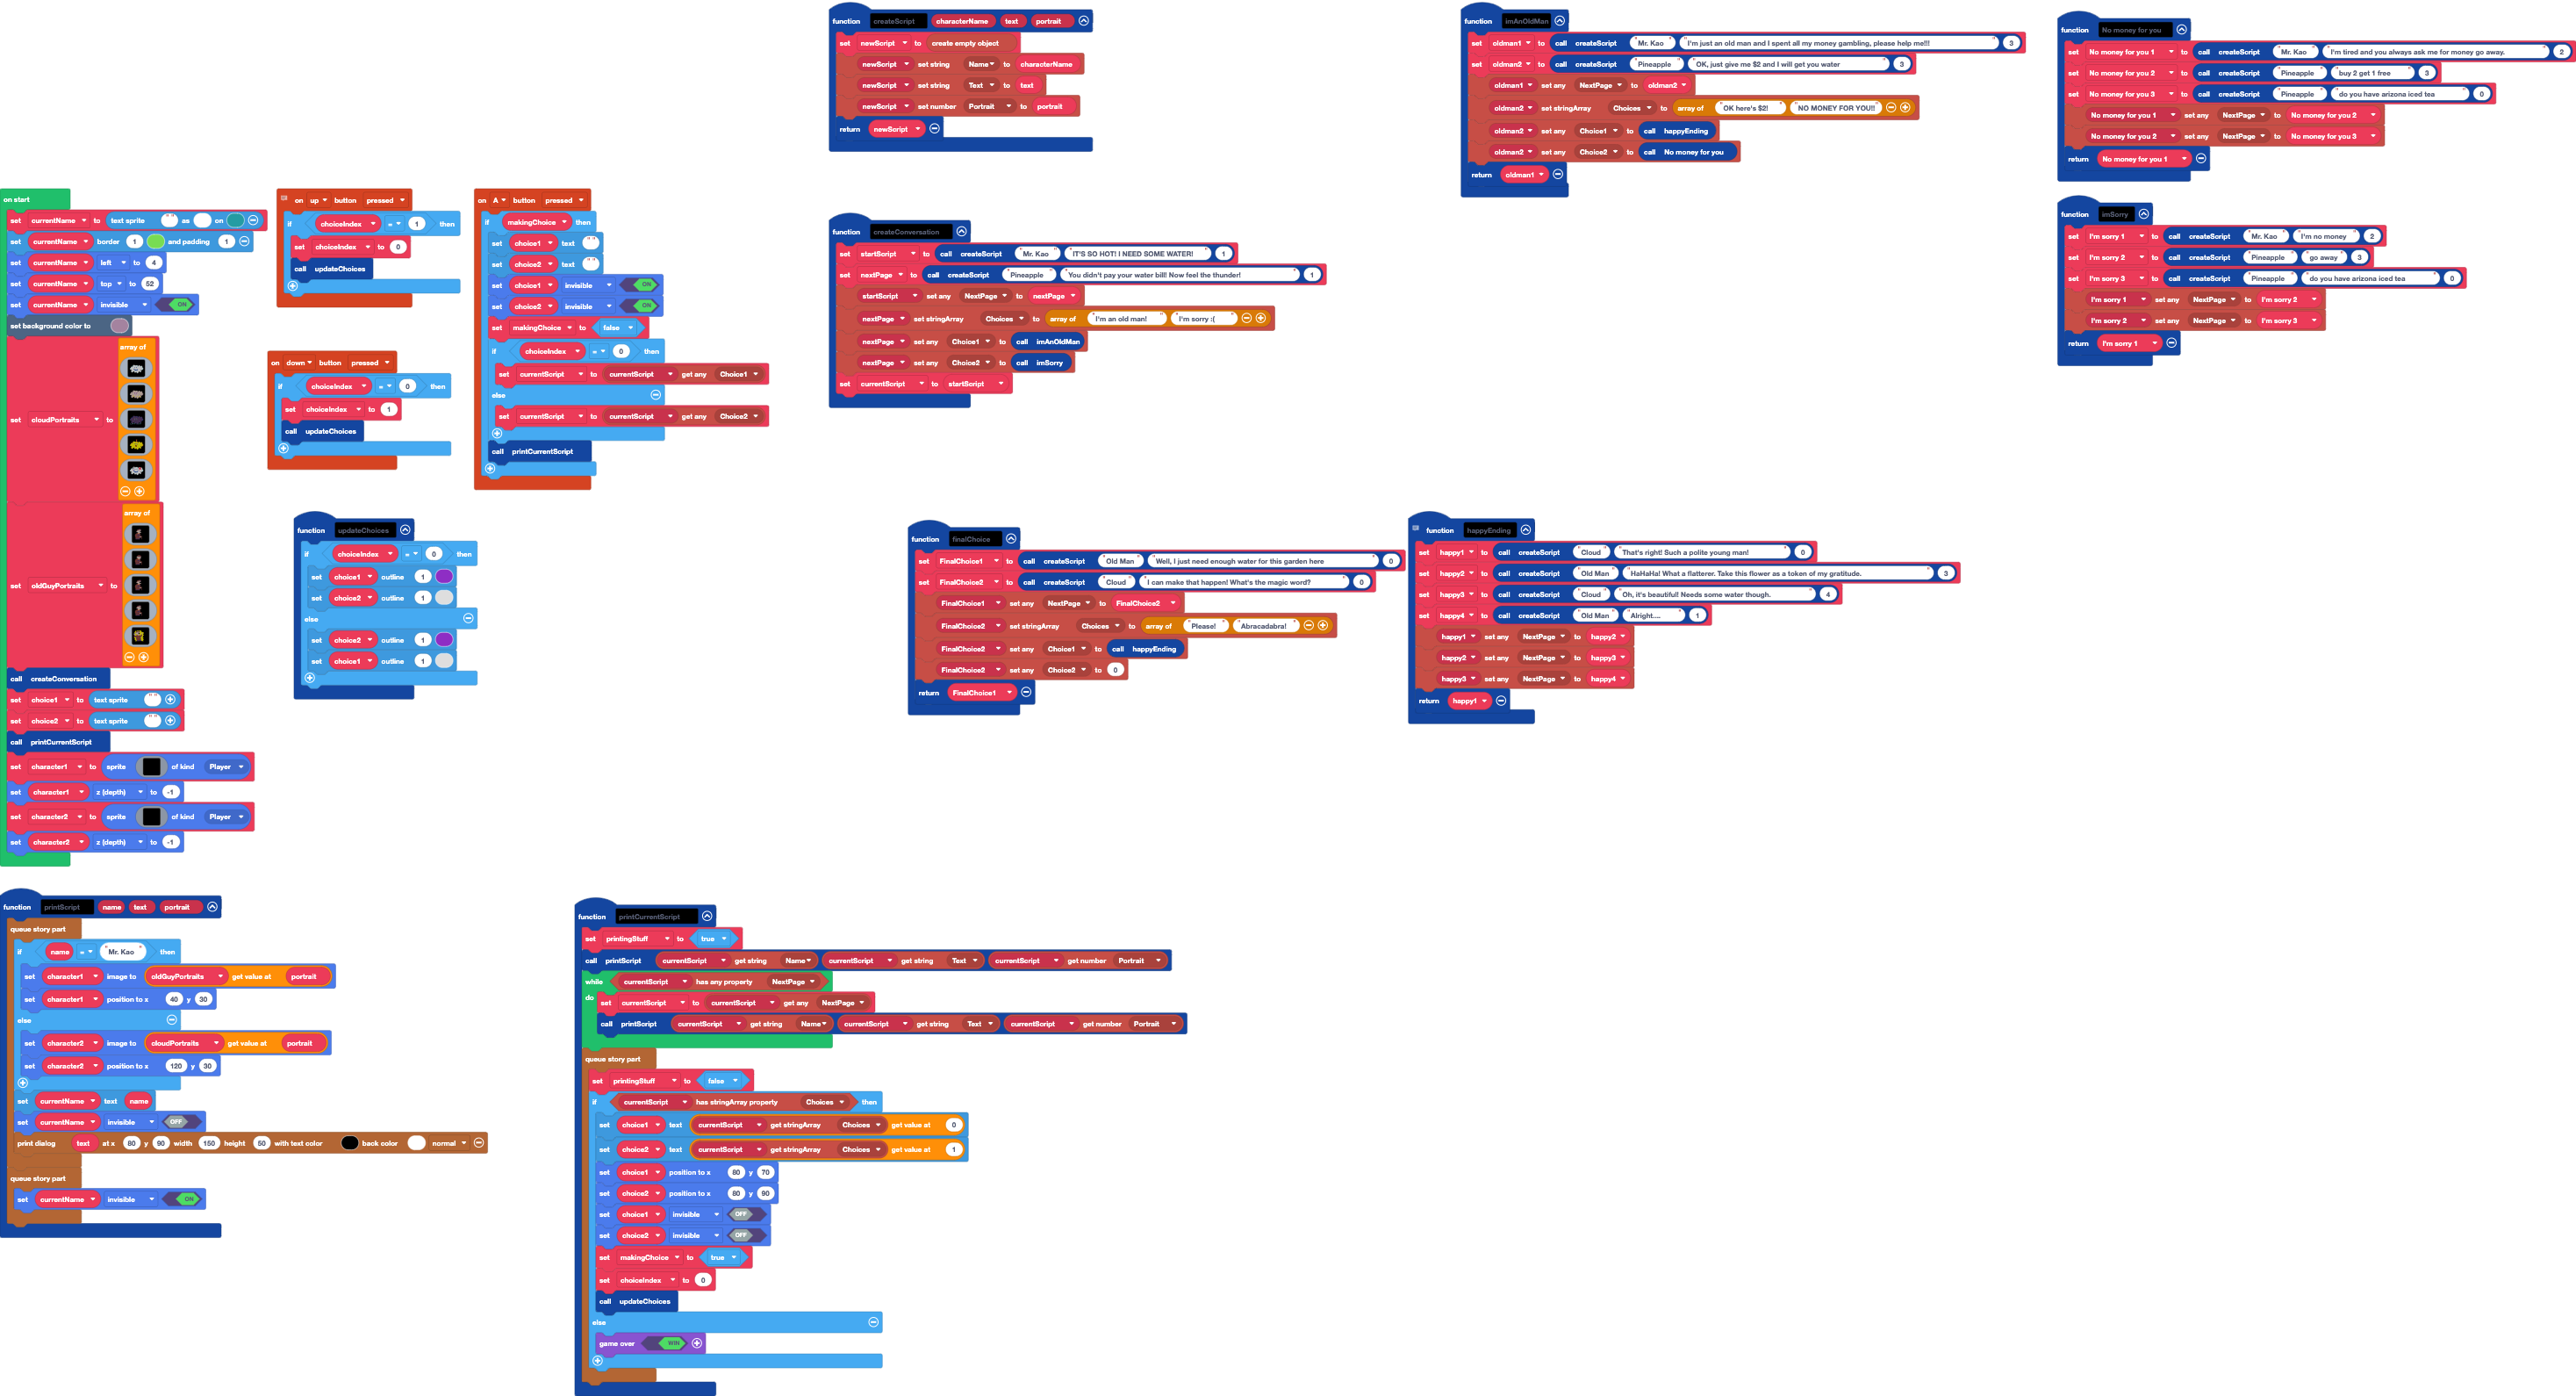 function createScript characterName text portrait
set newScript to create empty object
newScript set string Name to characterName
newScript set string Text to text
newScript set number Portrait to portrait
return newScript
function imAnOldMan
set oldman1 to call createScript "Mr. Kao" "I'm just an old man and I spent all my money gambling, please help me!!!" 3
set oldman2 to call createScript "Pineapple" "OK, just give me $2 and I will get you water" 3
oldman1 set any NextPage to oldman2
oldman2 set stringArray Choices to array of "OK here's $2!" "NO MONEY FOR YOU!!"
oldman2 set any Choice1 to call happyEnding
oldman2 set any Choice2 to call No money for you
return oldman1
function No money for you
set No money for you 1 to call createScript "Mr. Kao" "I'm tired and you always ask me for money go away." 2
set No money for you 2 to call createScript "Pineapple" "buy 2 get 1 free" 3
set No money for you 3 to call createScript "Pineapple" "do you have arizona iced tea" 0
No money for you 1 set any NextPage to No money for you 2
No money for you 2 set any NextPage to No money for you 3
return No money for you 1
on start
set currentName to text sprite "" as on
set currentName border 1 and padding 1
set currentName left to 4
set currentName top to 52
set currentName invisible ON
set background color to
set cloudPortraits to array of
set oldGuyPortraits to array of
call createConversation
set choice1 to text sprite ""
set choice2 to text sprite ""
call printCurrentScript
set character1 to sprite of kind Player
set character1 z (depth) to -1
set character2 to sprite of kind Player
set character2 z (depth) to -1
on up button pressed
if choiceIndex = 1 then
set choiceIndex to 0
call updateChoices
on down button pressed
if choiceIndex = 0 then
set choiceIndex to 1
call updateChoices
on A button pressed
if makingChoice then
set choice1 text ""
set choice2 text ""
set choice1 invisible ON
set choice2 invisible ON
set makingChoice to false
if choiceIndex = 0 then
set currentScript to currentScript get any Choice1
else
set currentScript to currentScript get any Choice2
call printCurrentScript
function createConversation
set startScript to call createScript "Mr. Kao" "IT'S SO HOT! I NEED SOME WATER!" 1
set nextPage to call createScript "Pineapple" "You didn't pay your water bill! Now feel the thunder!" 1
startScript set any NextPage to nextPage
nextPage set stringArray Choices to array of "I'm an old man!" "I'm sorry :("
nextPage set any Choice1 to call imAnOldMan
nextPage set any Choice2 to call imSorry
set currentScript to startScript
function imSorry
set I'm sorry 1 to call createScript "Mr. Kao" "I'm no money" 2
set I'm sorry 2 to call createScript "Pineapple" "go away" 3
set I'm sorry 3 to call createScript "Pineapple" "do you have arizona iced tea" 0
I'm sorry 1 set any NextPage to I'm sorry 2
I'm sorry 2 set any NextPage to I'm sorry 3
return I'm sorry 1
function updateChoices
if choiceIndex = 0 then
set choice1 outline 1
set choice2 outline 1
else
set choice2 outline 1
set choice1 outline 1
function finalChoice
set FinalChoice1 to call createScript "Old Man" "Well, I just need enough water for this garden here" 0
set FinalChoice2 to call createScript "Cloud" "I can make that happen! What's the magic word?" 0
FinalChoice1 set any NextPage to FinalChoice2
FinalChoice2 set stringArray Choices to array of "Please!" "Abracadabra!"
FinalChoice2 set any Choice1 to call happyEnding
FinalChoice2 set any Choice2 to 0
return FinalChoice1
function happyEnding
set happy1 to call createScript "Cloud" "That's right! Such a polite young man!" 0
set happy2 to call createScript "Old Man" "HaHaHa! What a flatterer. Take this flower as a token of my gratitude." 3
set happy3 to call createScript "Cloud" "Oh, it's beautiful! Needs some water though." 4
set happy4 to call createScript "Old Man" "Alright...." 1
happy1 set any NextPage to happy2
happy2 set any NextPage to happy3
happy3 set any NextPage to happy4
return happy1
function printScript name text portrait
queue story part
if name = "Mr. Kao" then
set character1 image to oldGuyPortraits get value at portrait
set character1 position to x 40 y 30
else
set character2 image to cloudPortraits get value at portrait
set character2 position to x 120 y 30
set currentName text name
set currentName invisible OFF
print dialog text at x 80 y 90 width 150 height 50 with text color back color normal
queue story part
set currentName invisible ON
function printCurrentScript
set printingStuff to true
call printScript currentScript get string Name currentScript get string Text currentScript get number Portrait
while currentScript has any property NextPage
do set currentScript to currentScript get any NextPage
call printScript currentScript get string Name currentScript get string Text currentScript get number Portrait
queue story part
set printingStuff to false
if currentScript has stringArray property Choices then
set choice1 text currentScript get stringArray Choices get value at 0
set choice2 text currentScript get stringArray Choices get value at 1
set choice1 position to x 80 y 70
set choice2 position to x 80 y 90
set choice1 invisible OFF
set choice2 invisible OFF
set makingChoice to true
set choiceIndex to 0
call updateChoices
else
game over WIN